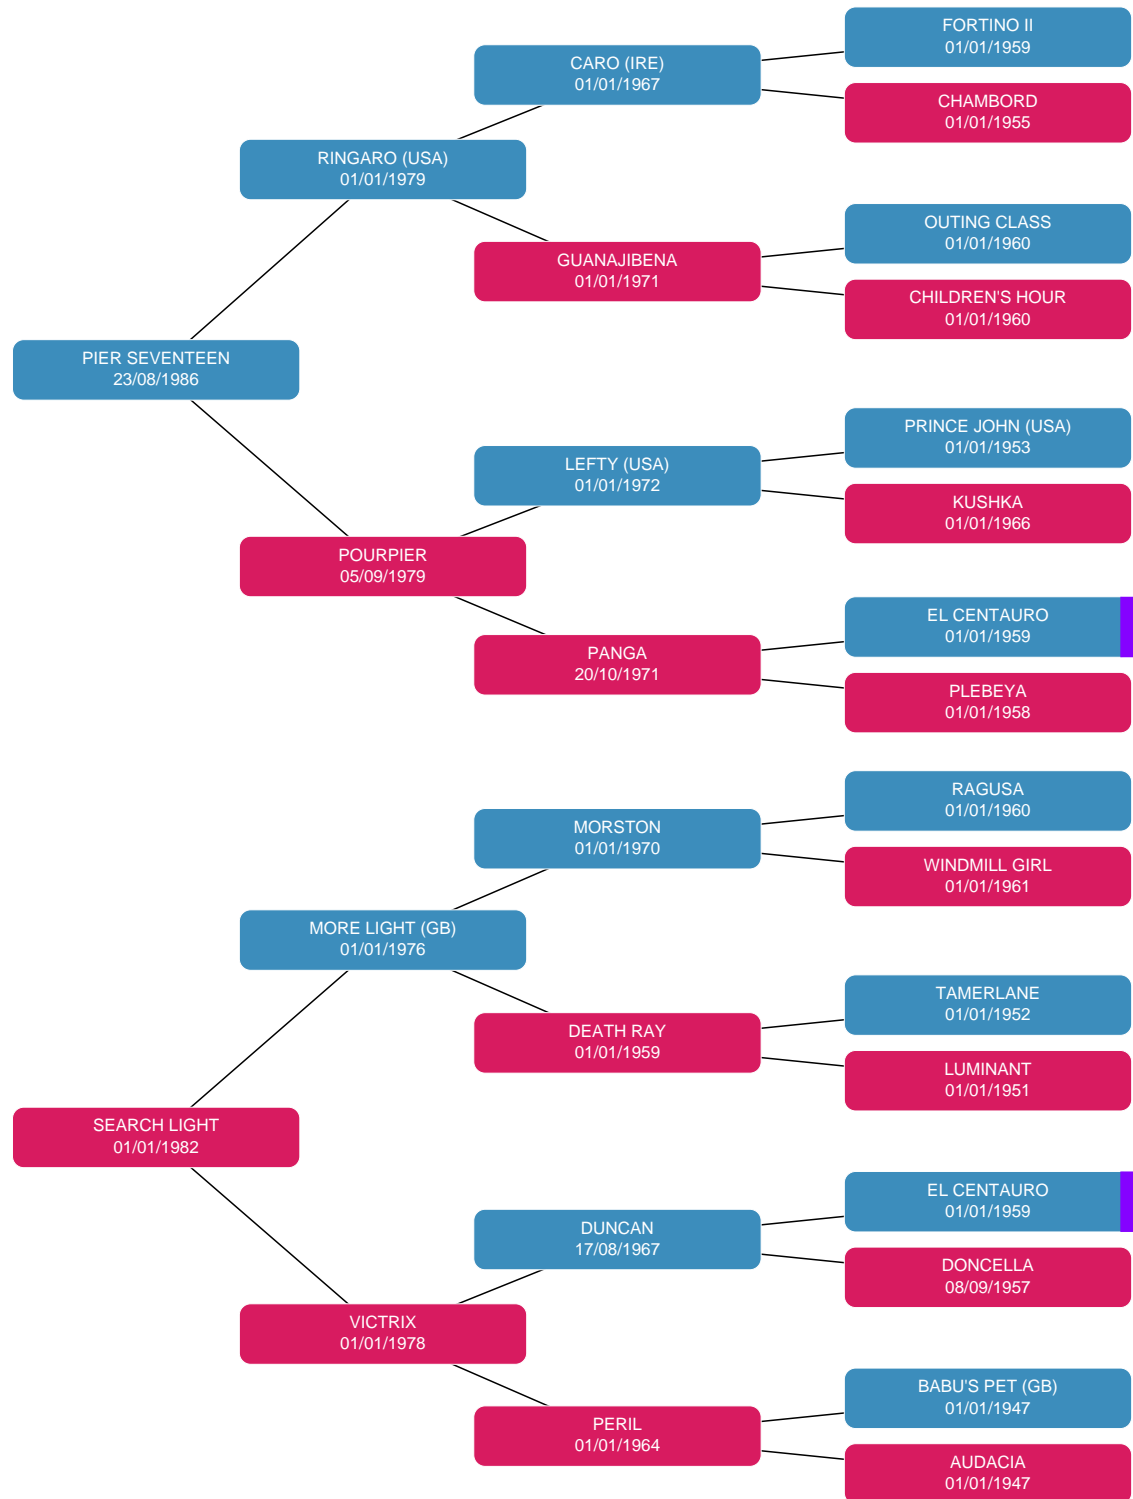 FORTINO II
01/01/1959
CARO (IRE)
01/01/1967
CHAMBORD
01/01/1955
RINGARO (USA)
01/01/1979
OUTING CLASS
01/01/1960
GUANAJIBENA
01/01/1971
CHILDREN'S HOUR
01/01/1960
PIER SEVENTEEN
23/08/1986
PRINCE JOHN (USA)
01/01/1953
LEFTY (USA)
01/01/1972
KUSHKA
01/01/1966
POURPIER
05/09/1979
EL CENTAURO
01/01/1959
PANGA
20/10/1971
PLEBEYA
01/01/1958
RAGUSA
01/01/1960
MORSTON
01/01/1970
WINDMILL GIRL
01/01/1961
MORE LIGHT (GB)
01/01/1976
TAMERLANE
01/01/1952
DEATH RAY
01/01/1959
LUMINANT
01/01/1951
SEARCH LIGHT
01/01/1982
EL CENTAURO
01/01/1959
DUNCAN
17/08/1967
DONCELLA
08/09/1957
VICTRIX
01/01/1978
BABU'S PET (GB)
01/01/1947
PERIL
01/01/1964
AUDACIA
01/01/1947